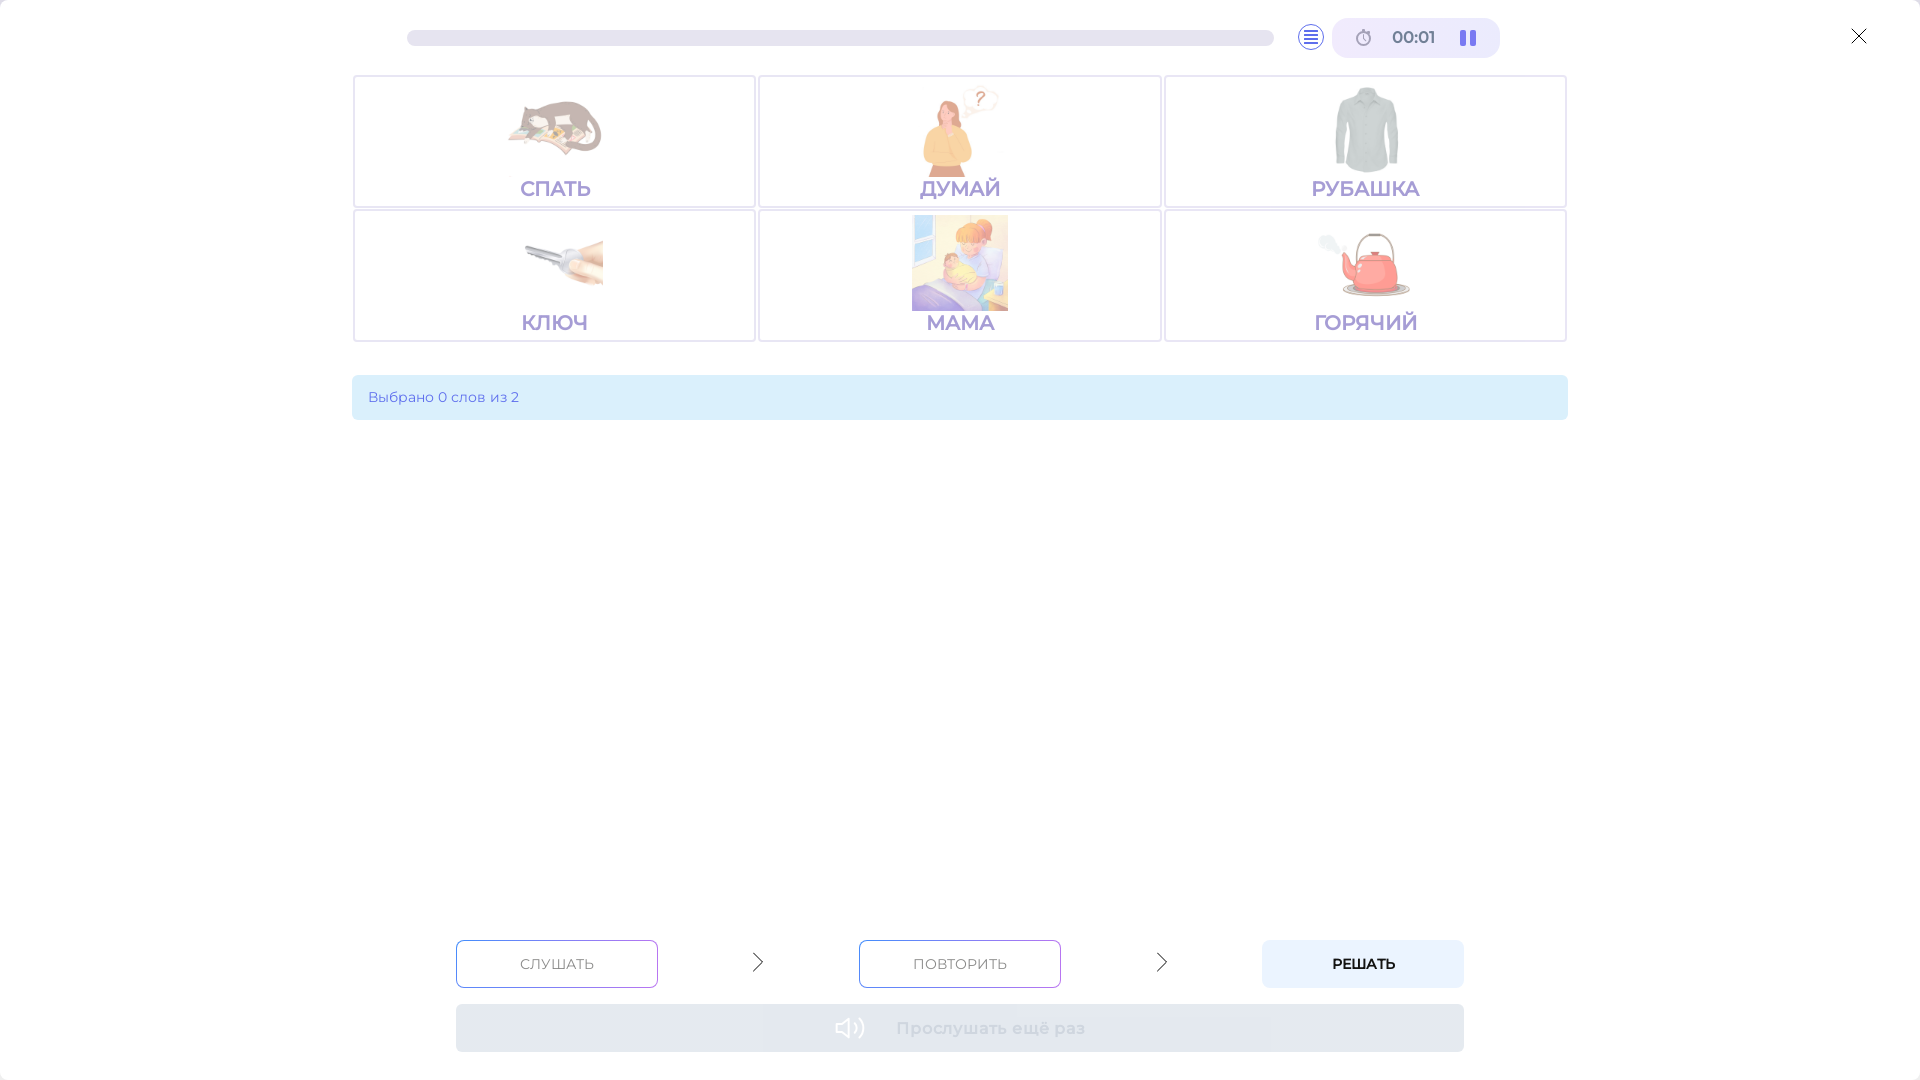 00:01
СПАТЬ
ДУМАЙ
РУБАШКА
КЛЮЧ
МАМА
ГОРЯЧИЙ
Выбрано 0 слов из 2
СЛУШАТЬ
ПОВТОРИТЬ
РЕШАТЬ
Прослушать ещё раз